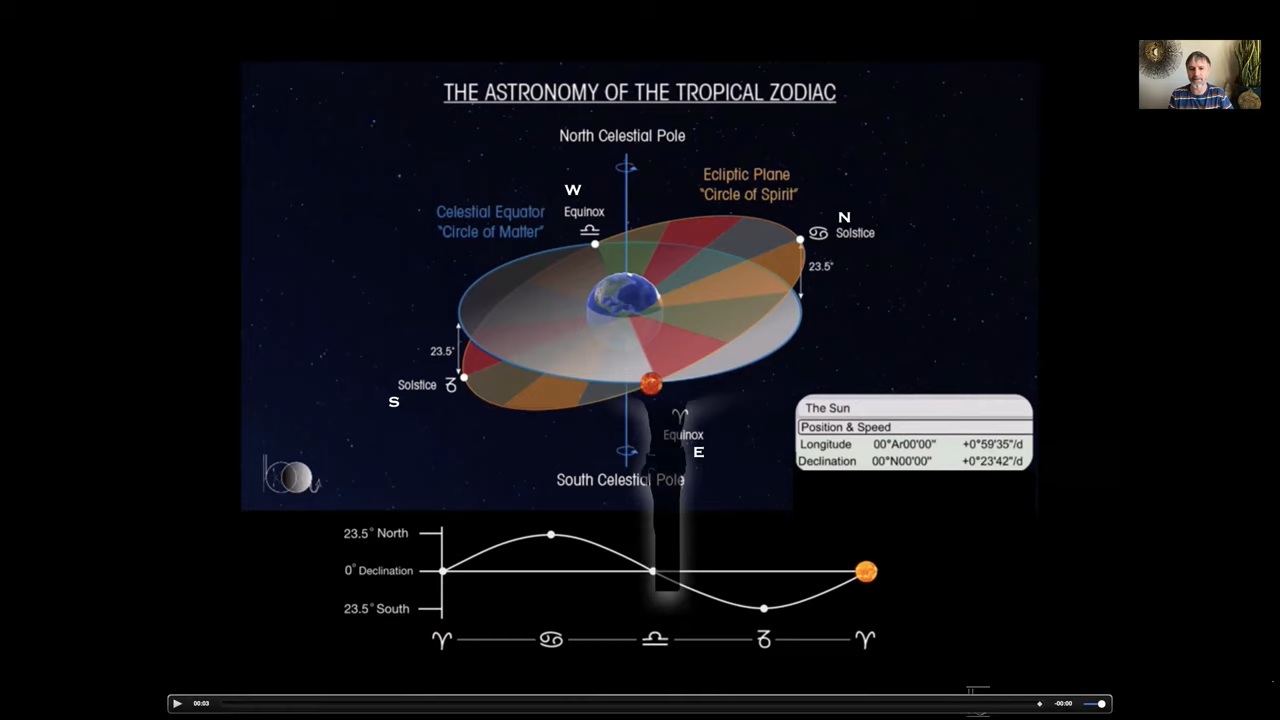 THE ASTRONOMY OF THE TROPICAL ZODIAC
North Celestial Pole
Ecliptic Plane
"Circle of Spirit"
W
Celestial Equator
"Circle of Matter"
Equinox
♎
N
♋ Solstice
23.5°
23.5°
Solstice ♑
S
♈
Equinox
E
South Celestial Pole
The Sun
Position & Speed
Longitude 00°Ar00'00" +0°59'35"/d
Declination 00°N00'00" +0°23'42"/d
23.5° North
0° Declination
23.5° South
♈ ♋ ♎ ♑ ♈
00:03 -00:00